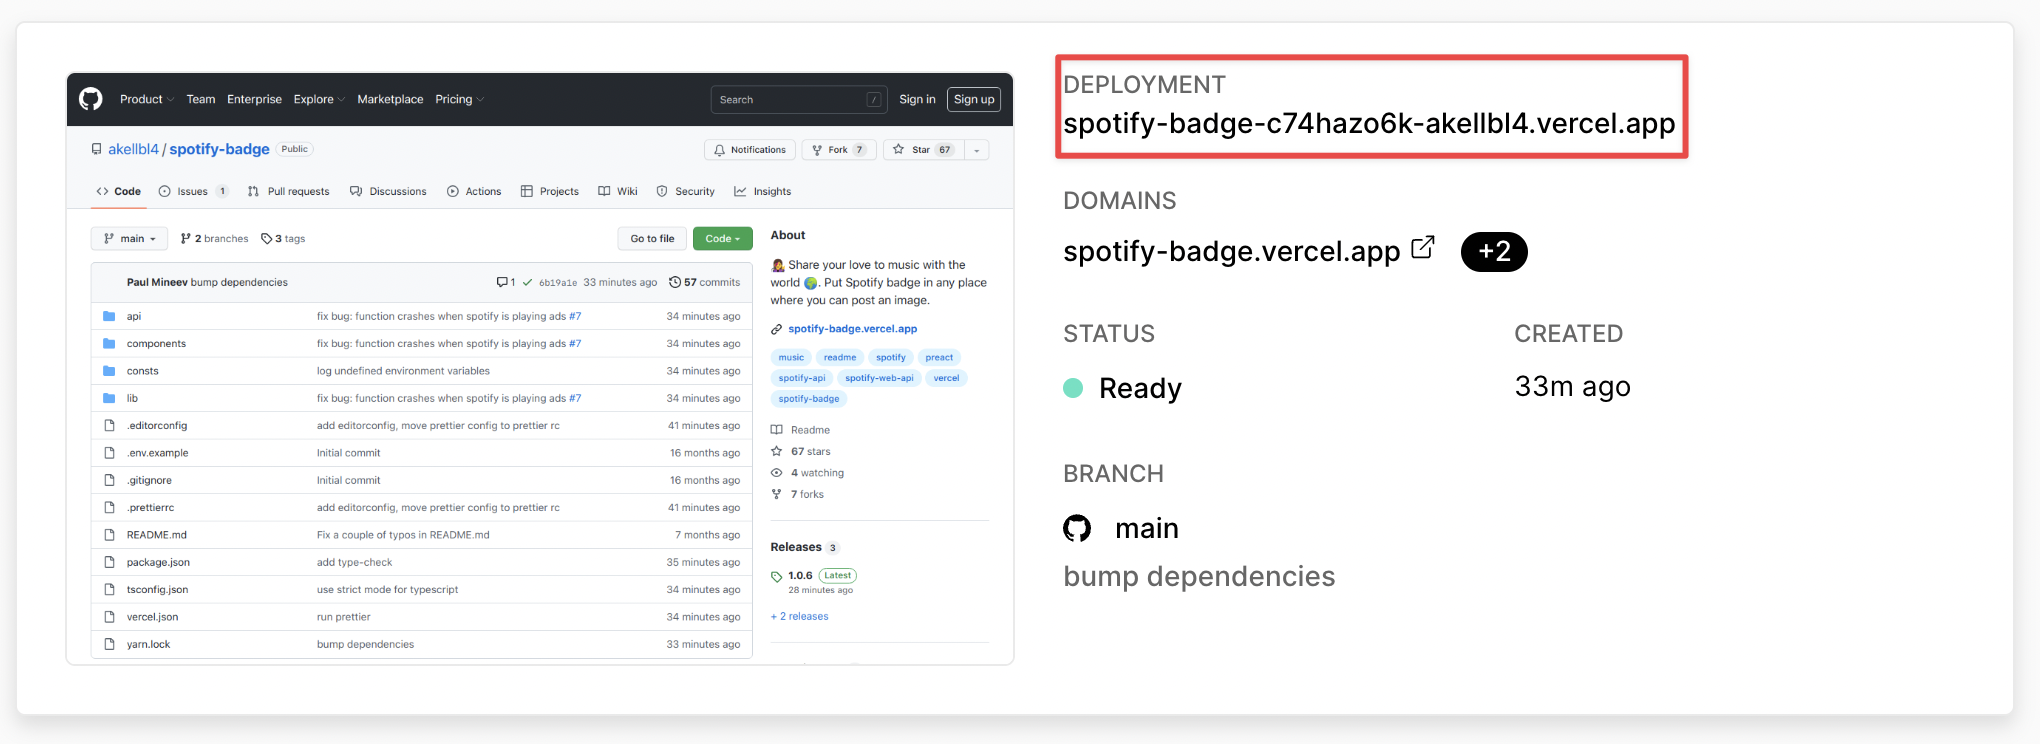 Product Team Enterprise Explore Marketplace Pricing Search / Sign in Sign up
akellbl4 / spotify-badge Public Notifications Fork 7 Star 67
Code Issues 1 Pull requests Discussions Actions Projects Wiki Security Insights
main 2 branches 3 tags Go to file Code
Paul Mineev bump dependencies 1 6b19a1e 33 minutes ago 57 commits
api fix bug: function crashes when spotify is playing ads #7 34 minutes ago
components fix bug: function crashes when spotify is playing ads #7 34 minutes ago
consts log undefined environment variables 34 minutes ago
lib fix bug: function crashes when spotify is playing ads #7 34 minutes ago
.editorconfig add editorconfig, move prettier config to prettier rc 41 minutes ago
.env.example Initial commit 16 months ago
.gitignore Initial commit 16 months ago
.prettierrc add editorconfig, move prettier config to prettier rc 41 minutes ago
README.md Fix a couple of typos in README.md 7 months ago
package.json add type-check 35 minutes ago
tsconfig.json use strict mode for typescript 34 minutes ago
vercel.json run prettier 34 minutes ago
yarn.lock bump dependencies 33 minutes ago
About
Share your love to music with the
world . Put Spotify badge in any place
where you can post an image.
spotify-badge.vercel.app
music readme spotify preact
spotify-api spotify-web-api vercel
spotify-badge
Readme
67 stars
4 watching
7 forks
Releases 3
1.0.6 Latest
28 minutes ago
+ 2 releases
DEPLOYMENT
spotify-badge-c74hazo6k-akellbl4.vercel.app
DOMAINS
spotify-badge.vercel.app +2
STATUS CREATED
Ready 33m ago
BRANCH
main
bump dependencies